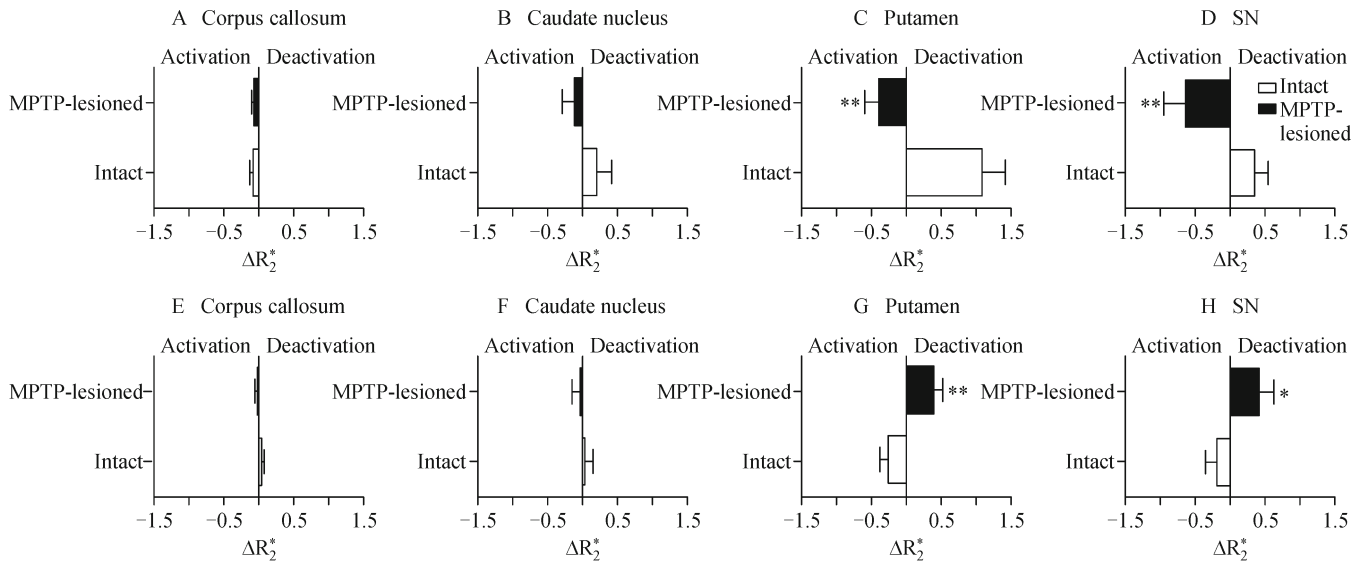 A Corpus callosum
Activation Deactivation
MPTP-lesioned
Intact
−1.5 −0.5 0.5 1.5
ΔR₂*
B Caudate nucleus
Activation Deactivation
MPTP-lesioned
Intact
−1.5 −0.5 0.5 1.5
ΔR₂*
C Putamen
Activation Deactivation
MPTP-lesioned
**
Intact
−1.5 −0.5 0.5 1.5
ΔR₂*
D SN
Activation Deactivation
MPTP-lesioned
**
Intact
Intact
MPTP-
lesioned
−1.5 −0.5 0.5 1.5
ΔR₂*
E Corpus callosum
Activation Deactivation
MPTP-lesioned
Intact
−1.5 −0.5 0.5 1.5
ΔR₂*
F Caudate nucleus
Activation Deactivation
MPTP-lesioned
Intact
−1.5 −0.5 0.5 1.5
ΔR₂*
G Putamen
Activation Deactivation
MPTP-lesioned
**
Intact
−1.5 −0.5 0.5 1.5
ΔR₂*
H SN
Activation Deactivation
MPTP-lesioned
*
Intact
−1.5 −0.5 0.5 1.5
ΔR₂*